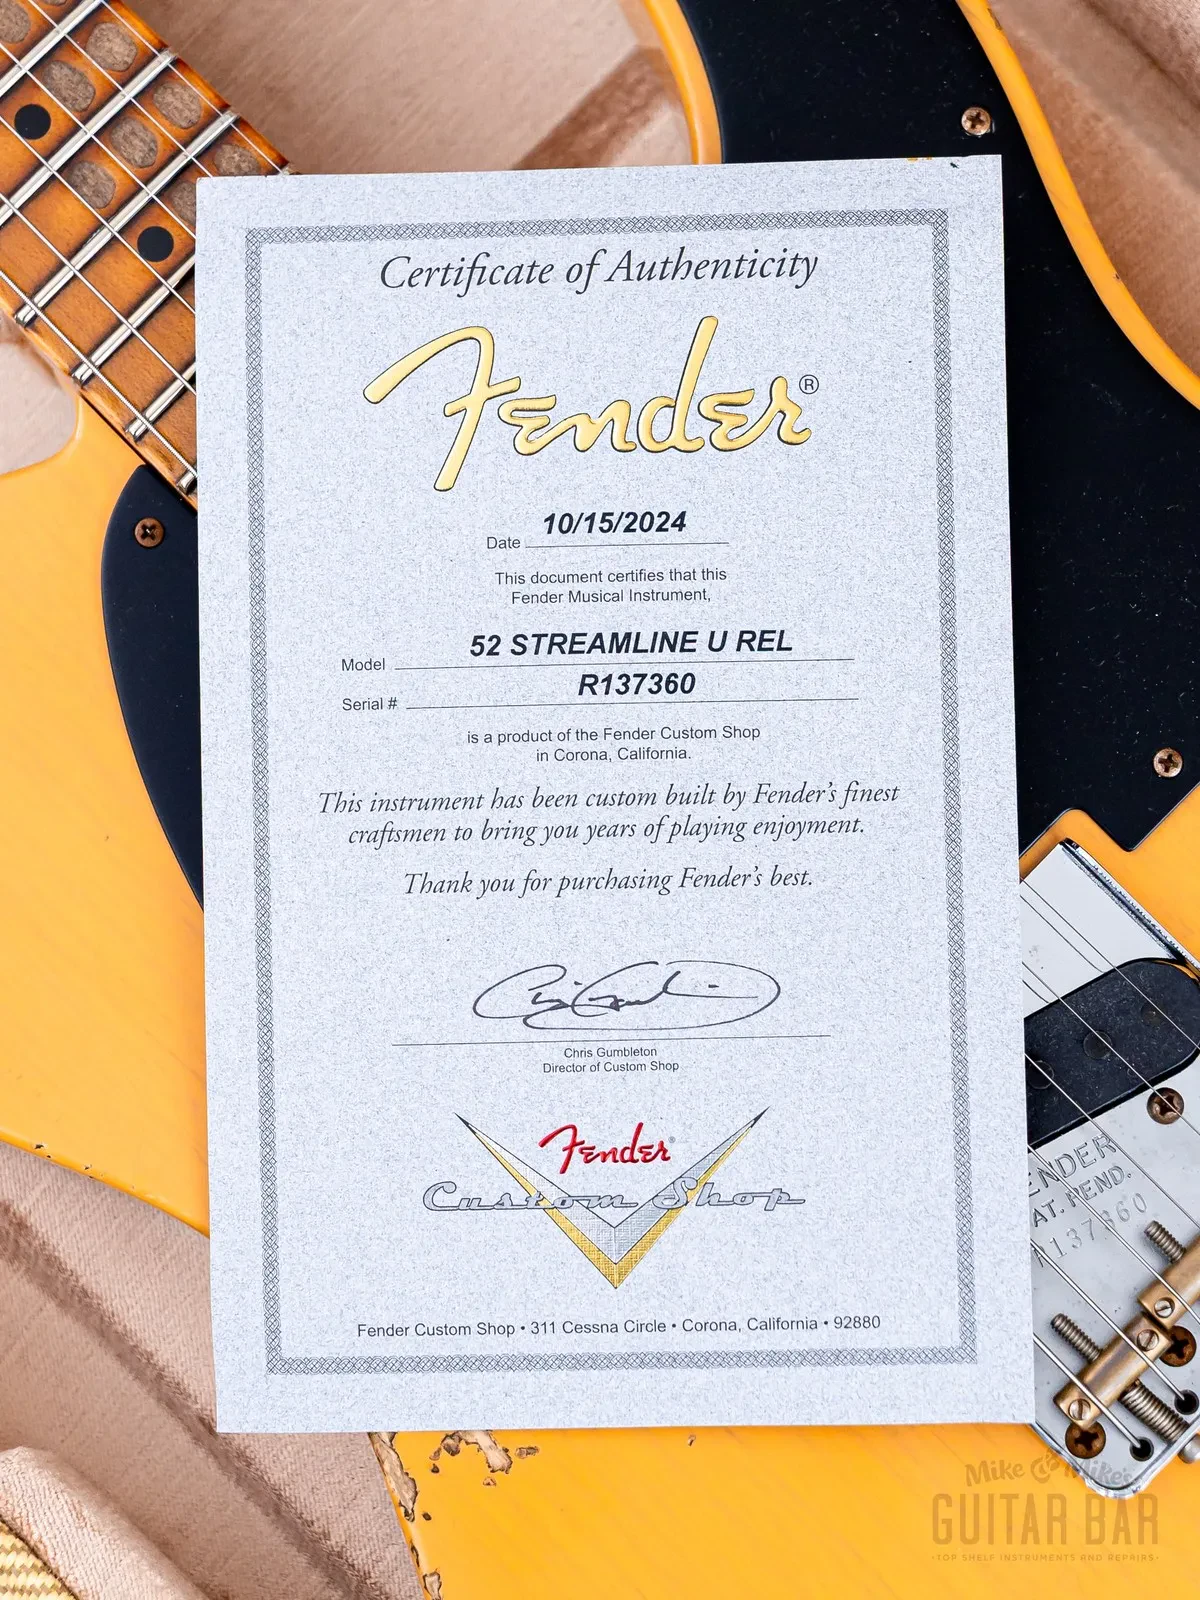 Certificate of Authenticity
Fender®
Date 10/15/2024
This document certifies that this
Fender Musical Instrument,
Model 52 STREAMLINE U REL
Serial # R137360
is a product of the Fender Custom Shop
in Corona, California.
This instrument has been custom built by Fender's finest
craftsmen to bring you years of playing enjoyment.
Thank you for purchasing Fender's best.
Chris Gumbleton
Director of Custom Shop
Fender®
Custom Shop
Fender Custom Shop • 311 Cessna Circle • Corona, California • 92880
ENDER
AT. PEND.
R137360
Mike & Mike's
GUITAR BAR
•TOP SHELF INSTRUMENTS AND REPAIRS•